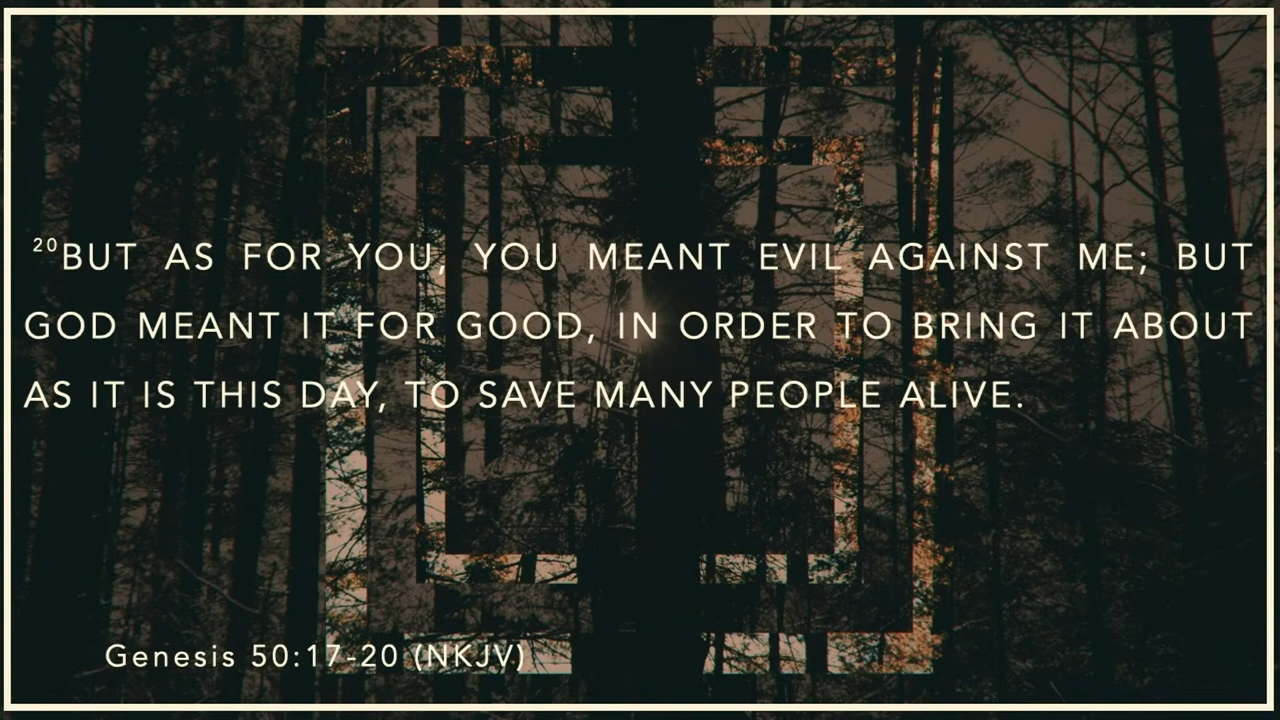 ²⁰BUT AS FOR YOU, YOU MEANT EVIL AGAINST ME; BUT
GOD MEANT IT FOR GOOD, IN ORDER TO BRING IT ABOUT
AS IT IS THIS DAY, TO SAVE MANY PEOPLE ALIVE.
Genesis 50:17-20 (NKJV)